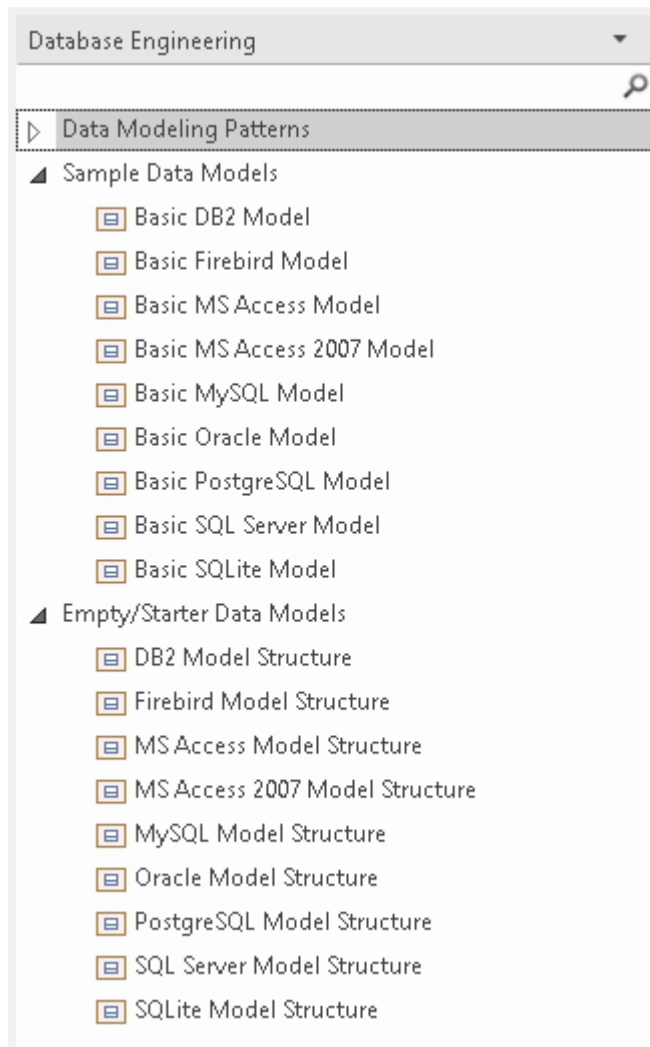 Database Engineering
Data Modeling Patterns
Sample Data Models
Basic DB2 Model
Basic Firebird Model
Basic MS Access Model
Basic MS Access 2007 Model
Basic MySQL Model
Basic Oracle Model
Basic PostgreSQL Model
Basic SQL Server Model
Basic SQLite Model
Empty/Starter Data Models
DB2 Model Structure
Firebird Model Structure
MS Access Model Structure
MS Access 2007 Model Structure
MySQL Model Structure
Oracle Model Structure
PostgreSQL Model Structure
SQL Server Model Structure
SQLite Model Structure